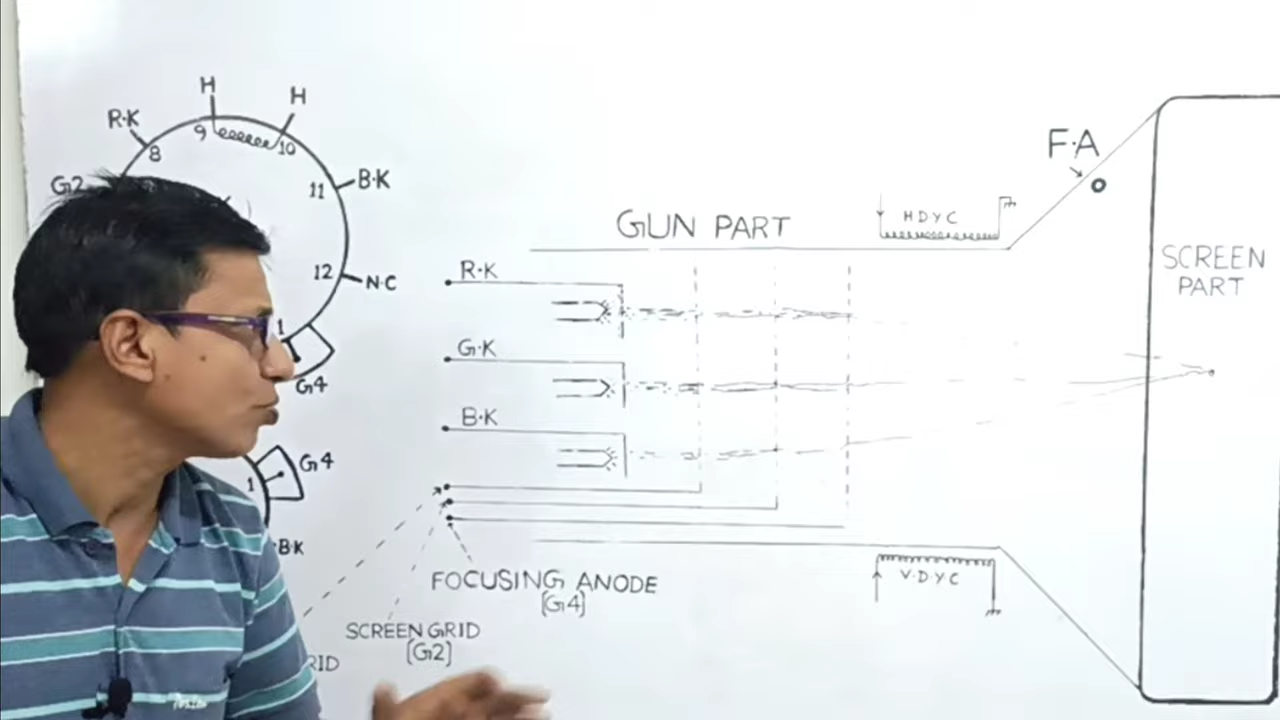 H
H
R·K
9
10
8
G2
11
B·K
12
N·C
1
G4
1
G4
B·K
GUN PART
R·K
G·K
B·K
HDYC
F·A
SCREEN
PART
V·DYC
FOCUSING ANODE
[G4]
SCREEN GRID
[G2]
RID